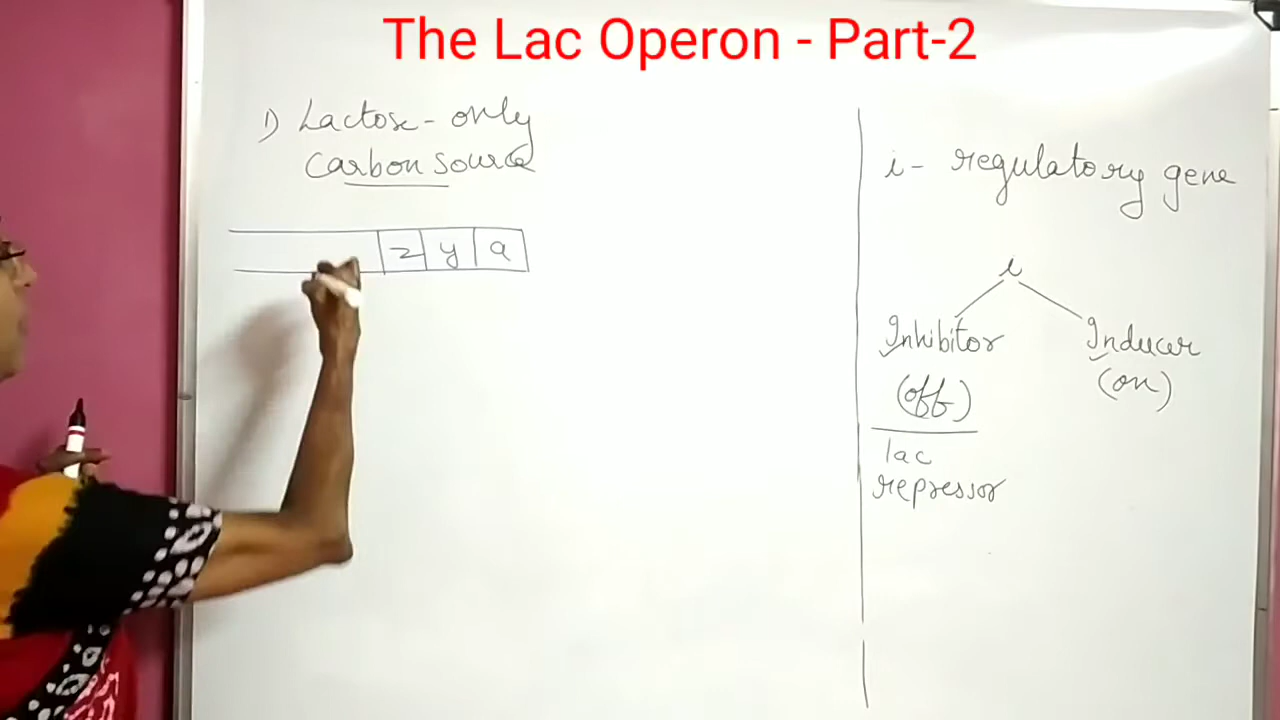 The Lac Operon - Part-2
1) Lactose - only
carbon source
z y a
i - regulatory gene
i
Inhibitor
Inducer
(off)
(on)
lac
repressor